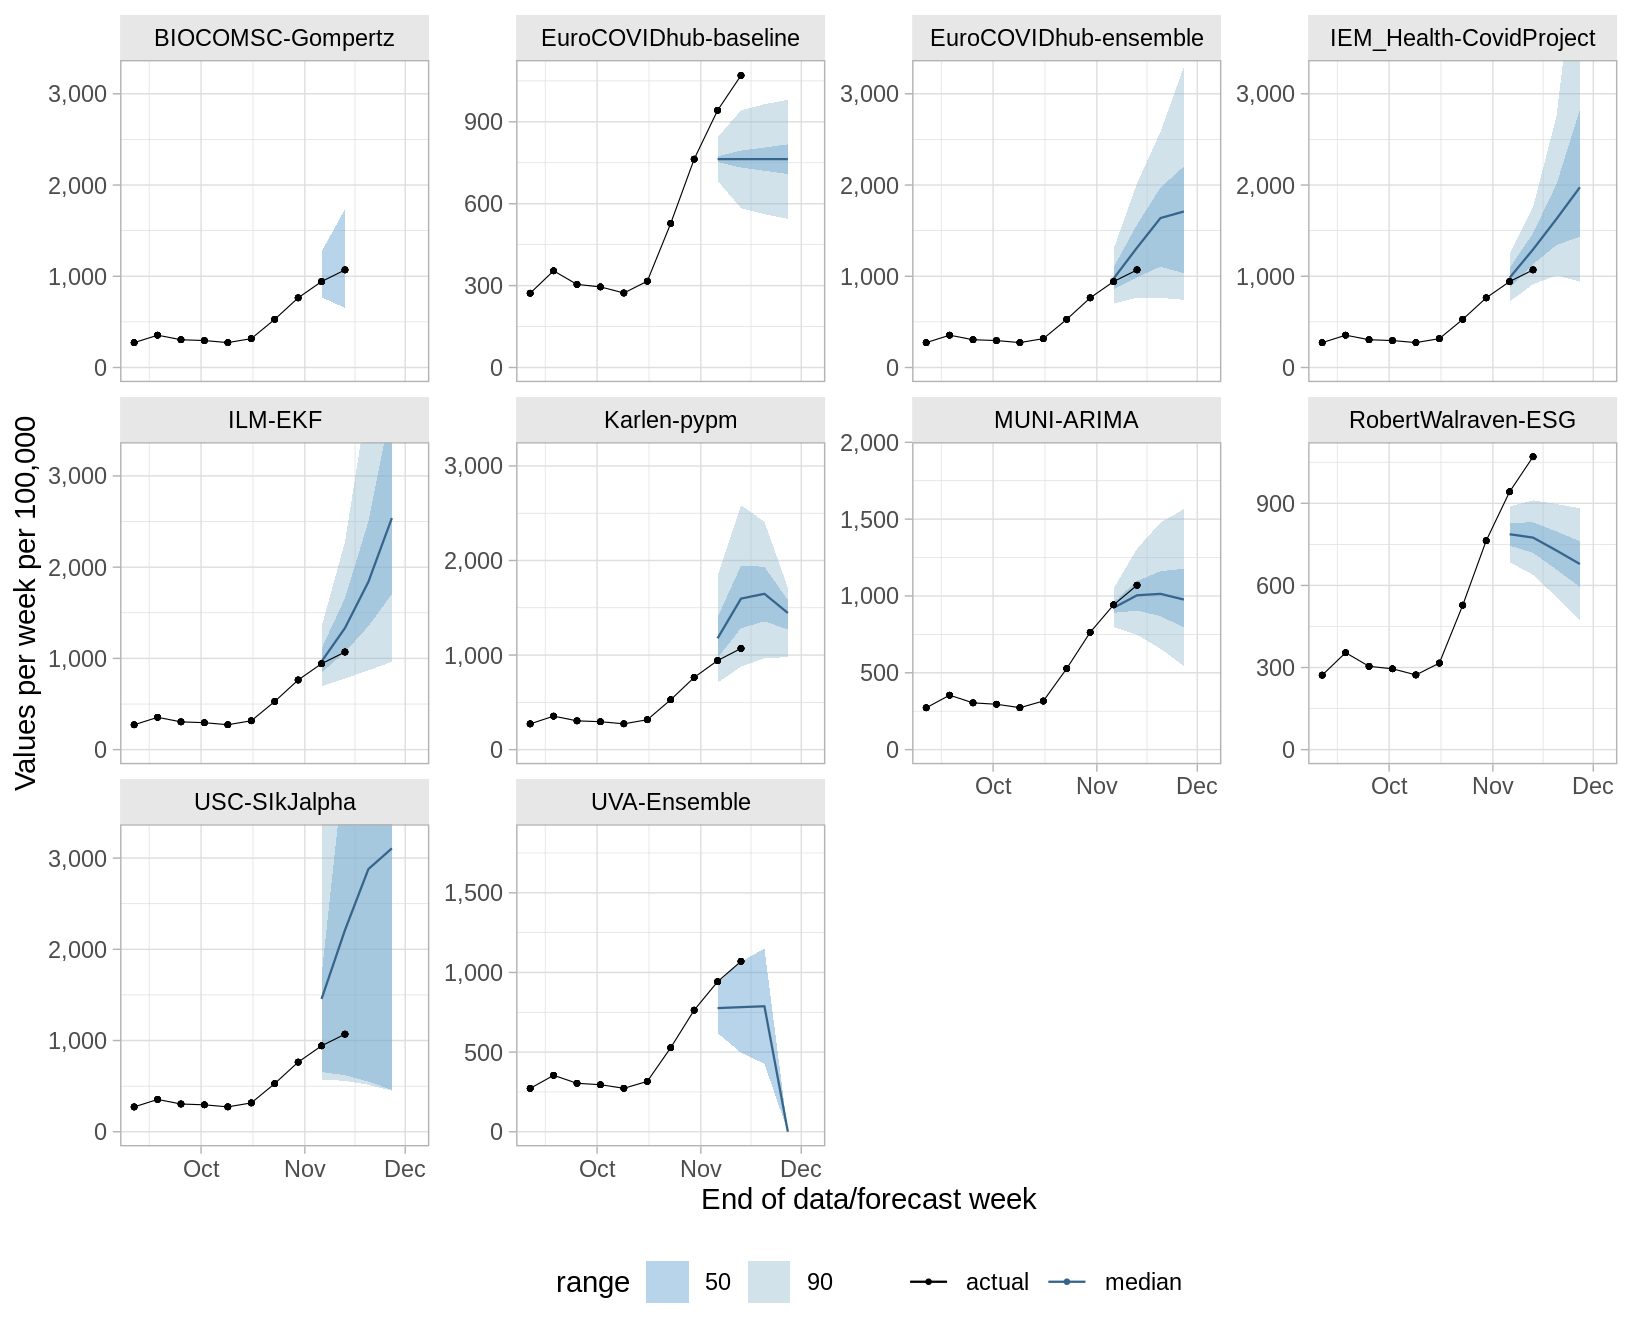 BIOCOMSC-Gompertz
EuroCOVIDhub-baseline
EuroCOVIDhub-ensemble
IEM_Health-CovidProject
3,000
2,000
1,000
0
900
600
300
0
3,000
2,000
1,000
0
3,000
2,000
1,000
0
ILM-EKF
Karlen-pypm
MUNI-ARIMA
RobertWalraven-ESG
3,000
2,000
1,000
0
3,000
2,000
1,000
0
2,000
1,500
1,000
500
0
900
600
300
0
Oct Nov Dec
Oct Nov Dec
USC-SIkJalpha
UVA-Ensemble
3,000
2,000
1,000
0
1,500
1,000
500
0
Oct Nov Dec
Oct Nov Dec
Values per week per 100,000
End of data/forecast week
range 50 90 actual median